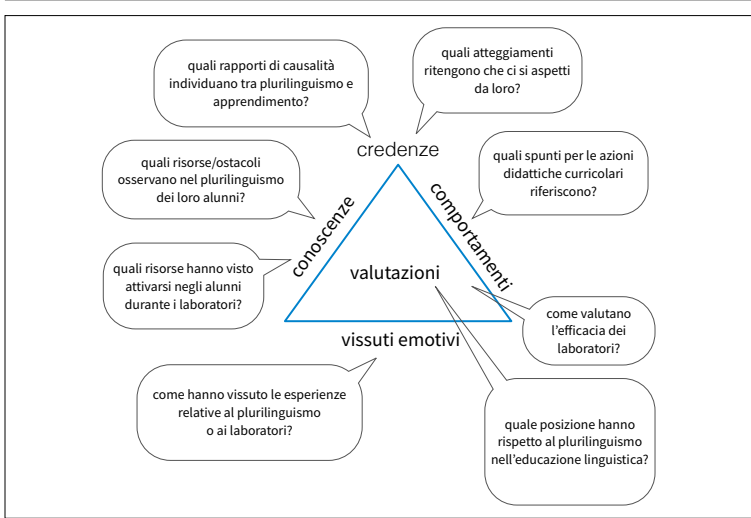 quali rapporti di causalità
individuano tra plurilinguismo e
apprendimento?
quali atteggiamenti
ritengono che ci si aspetti
da loro?
credenze
quali risorse/ostacoli
osservano nel plurilinguismo
dei loro alunni?
quali spunti per le azioni
didattiche curricolari
riferiscono?
conoscenze
comportamenti
quali risorse hanno visto
attivarsi negli alunni
durante i laboratori?
valutazioni
come valutano
l’efficacia dei
laboratori?
vissuti emotivi
come hanno vissuto le esperienze
relative al plurilinguismo
o ai laboratori?
quale posizione hanno
rispetto al plurilinguismo
nell’educazione linguistica?